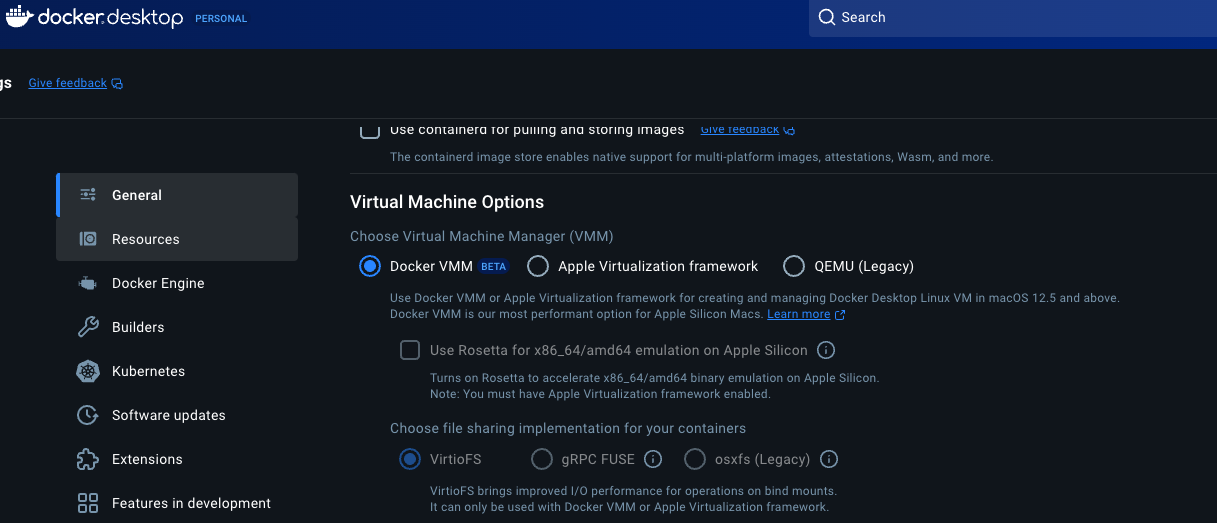 docker.desktop PERSONAL
Search
gs Give feedback
Use containerd for pulling and storing images Give feedback
The containerd image store enables native support for multi-platform images, attestations, Wasm, and more.
General
Resources
Docker Engine
Builders
Kubernetes
Software updates
Extensions
Features in development
Virtual Machine Options
Choose Virtual Machine Manager (VMM)
Docker VMM BETA Apple Virtualization framework QEMU (Legacy)
Use Docker VMM or Apple Virtualization framework for creating and managing Docker Desktop Linux VM in macOS 12.5 and above.
Docker VMM is our most performant option for Apple Silicon Macs. Learn more
Use Rosetta for x86_64/amd64 emulation on Apple Silicon
Turns on Rosetta to accelerate x86_64/amd64 binary emulation on Apple Silicon.
Note: You must have Apple Virtualization framework enabled.
Choose file sharing implementation for your containers
VirtioFS gRPC FUSE osxfs (Legacy)
VirtioFS brings improved I/O performance for operations on bind mounts.
It can only be used with Docker VMM or Apple Virtualization framework.